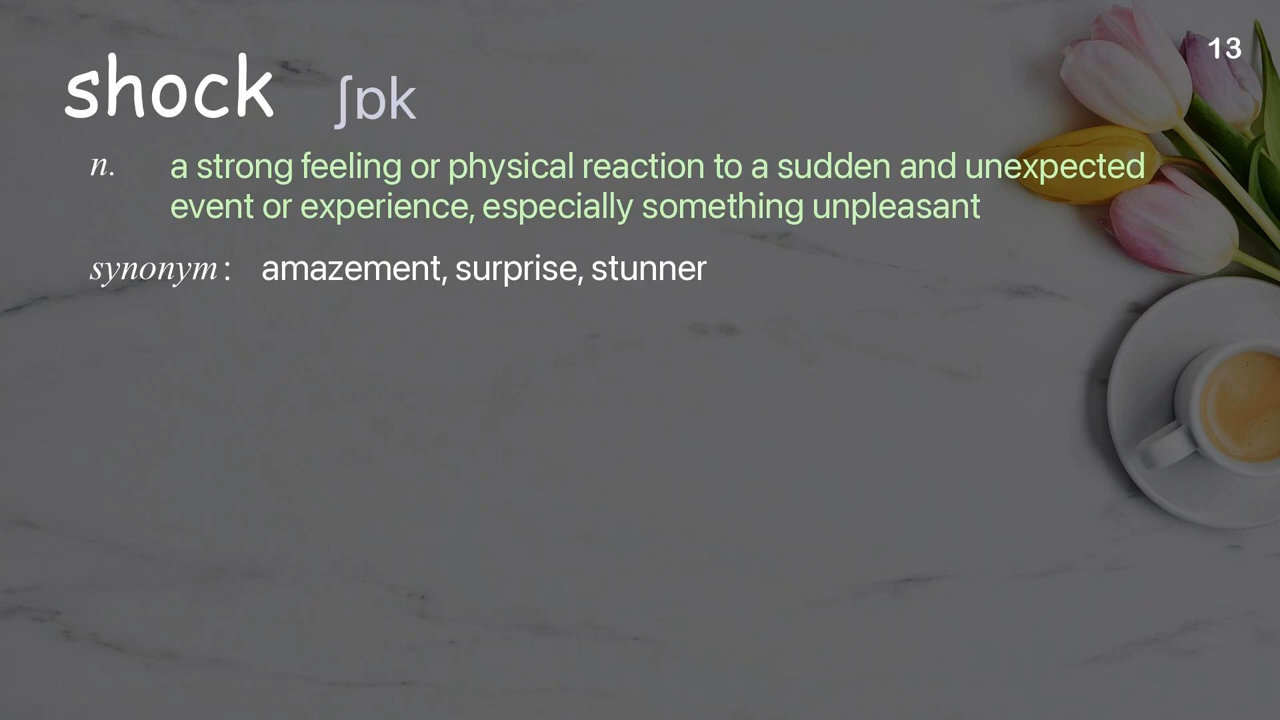 13
shock ʃɒk
n. a strong feeling or physical reaction to a sudden and unexpected
event or experience, especially something unpleasant
synonym : amazement, surprise, stunner